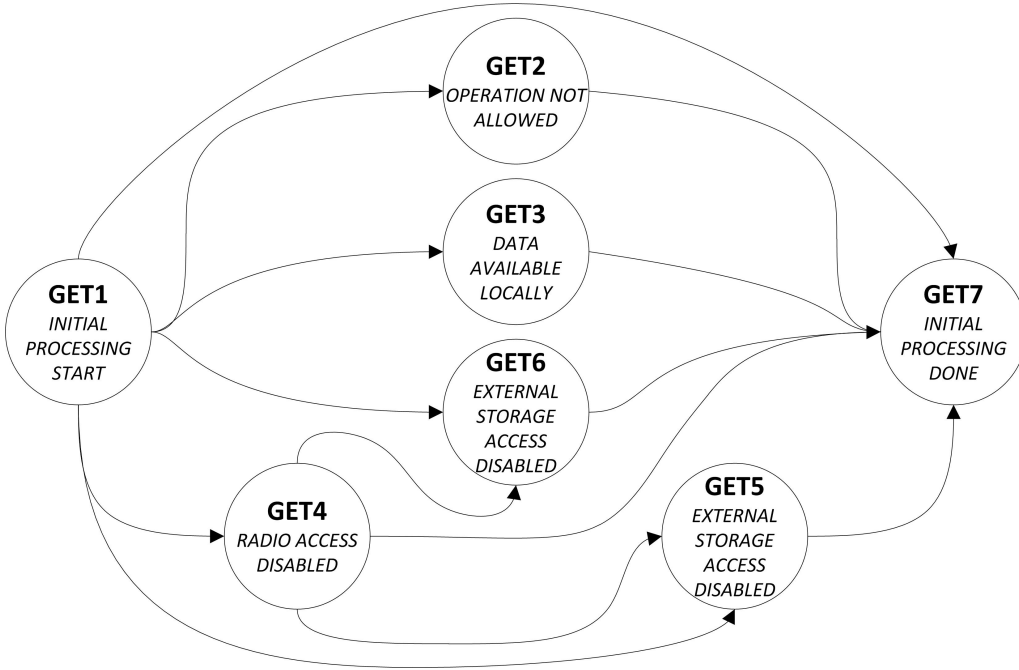 GET2
OPERATION NOT
ALLOWED
GET3
DATA
AVAILABLE
LOCALLY
GET1
INITIAL
PROCESSING
START
GET7
INITIAL
PROCESSING
DONE
GET6
EXTERNAL
STORAGE
ACCESS
DISABLED
GET4
RADIO ACCESS
DISABLED
GET5
EXTERNAL
STORAGE
ACCESS
DISABLED